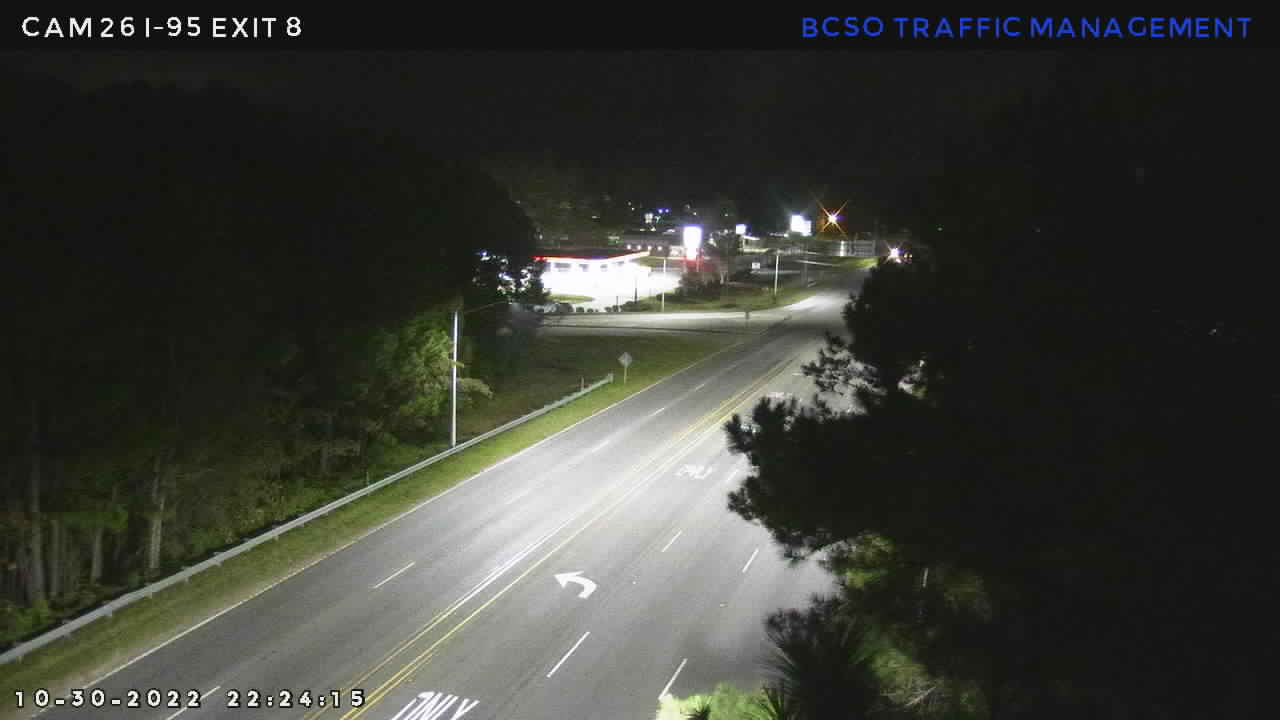 CAM 26 I-95 EXIT 8
BCSO TRAFFIC MANAGEMENT
ONLY
ONLY
10-30-2022 22:24:15